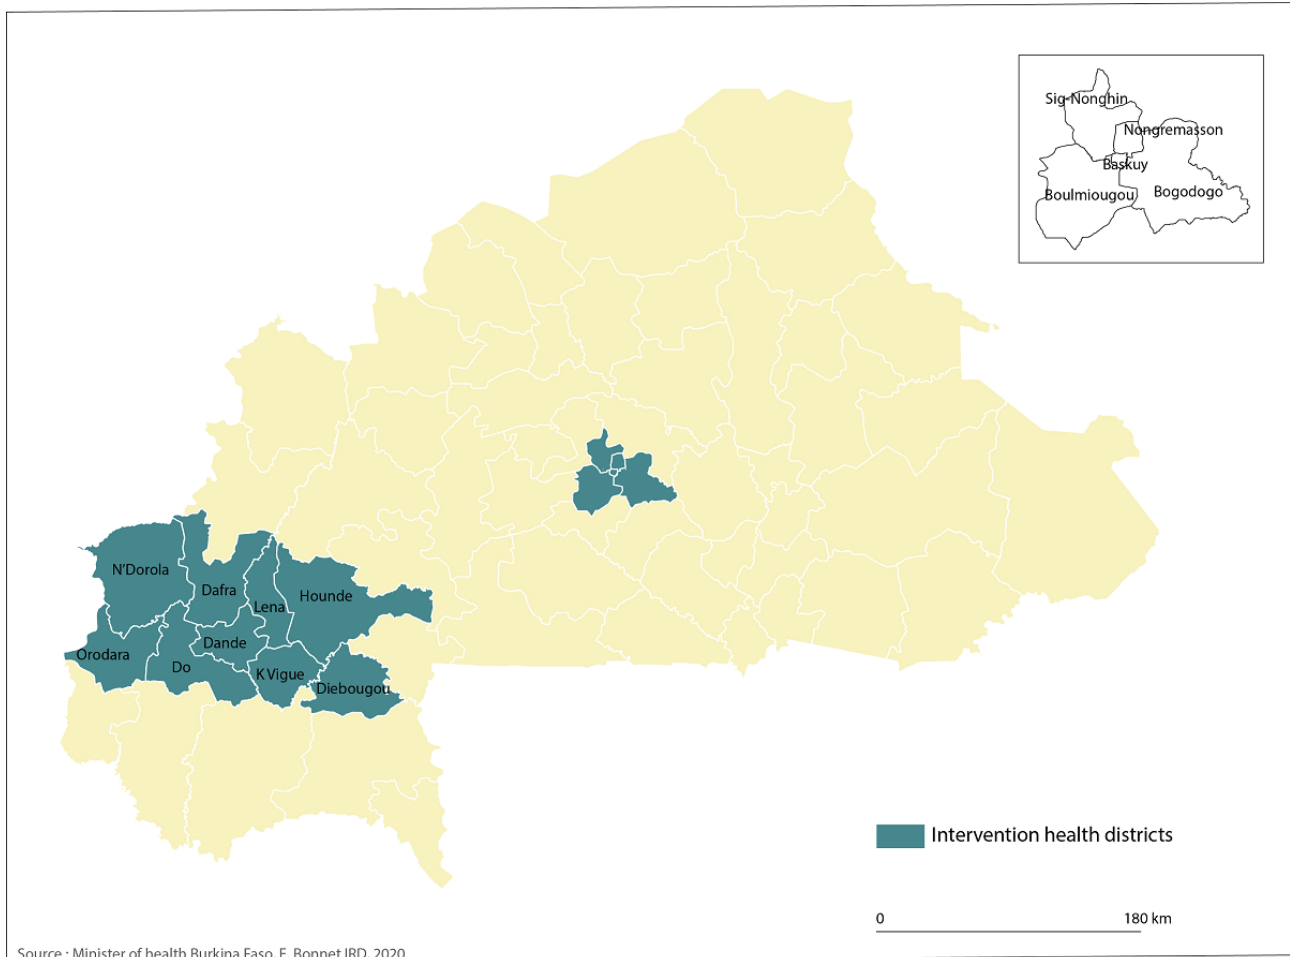 Sig-Nonghin
Nongremasson
Baskuy
Boulmiougou
Bogodogo
N'Dorola
Dafra
Lena
Hounde
Dande
Orodara
Do
K Vigue
Diebougou
Intervention health districts
0
180 km
Source : Minister of health Burkina Faso, E. Bonnet IRD, 2020